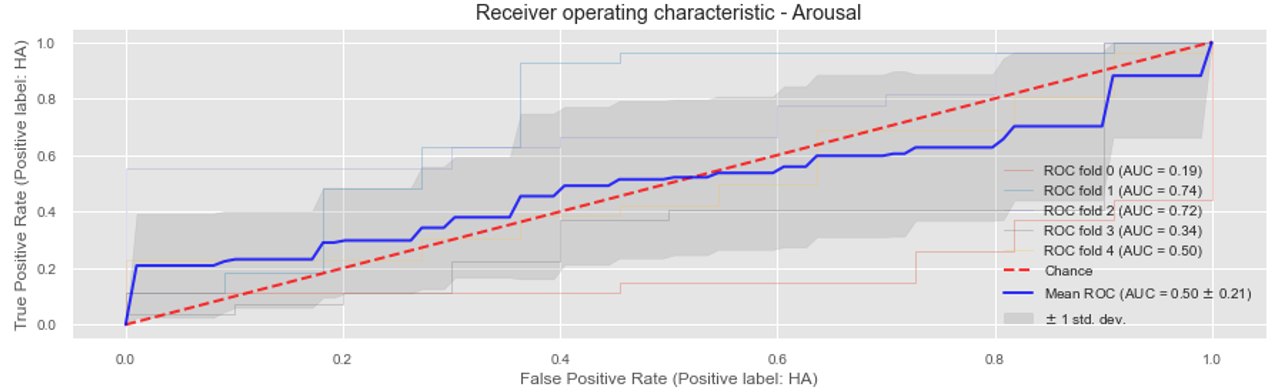 Receiver operating characteristic - Arousal
True Positive Rate (Positive label: HA)
1.0
0.8
0.6
0.4
0.2
0.0
ROC fold 0 (AUC = 0.19)
ROC fold 1 (AUC = 0.74)
ROC fold 2 (AUC = 0.72)
ROC fold 3 (AUC = 0.34)
ROC fold 4 (AUC = 0.50)
Chance
Mean ROC (AUC = 0.50 ± 0.21)
± 1 std. dev.
0.0 0.2 0.4 0.6 0.8 1.0
False Positive Rate (Positive label: HA)